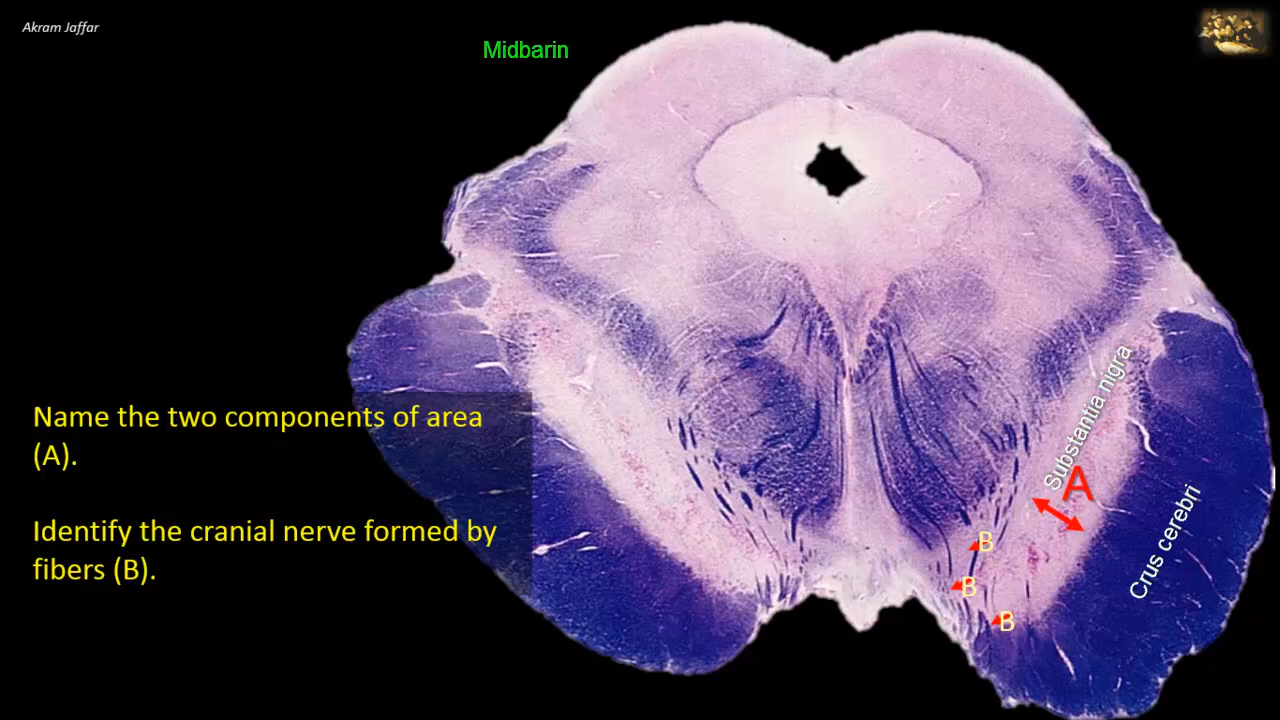 Akram Jaffar
Midbarin
Name the two components of area
(A).
Identify the cranial nerve formed by
fibers (B).
Substantia nigra
A
Crus cerebri
B
B
B